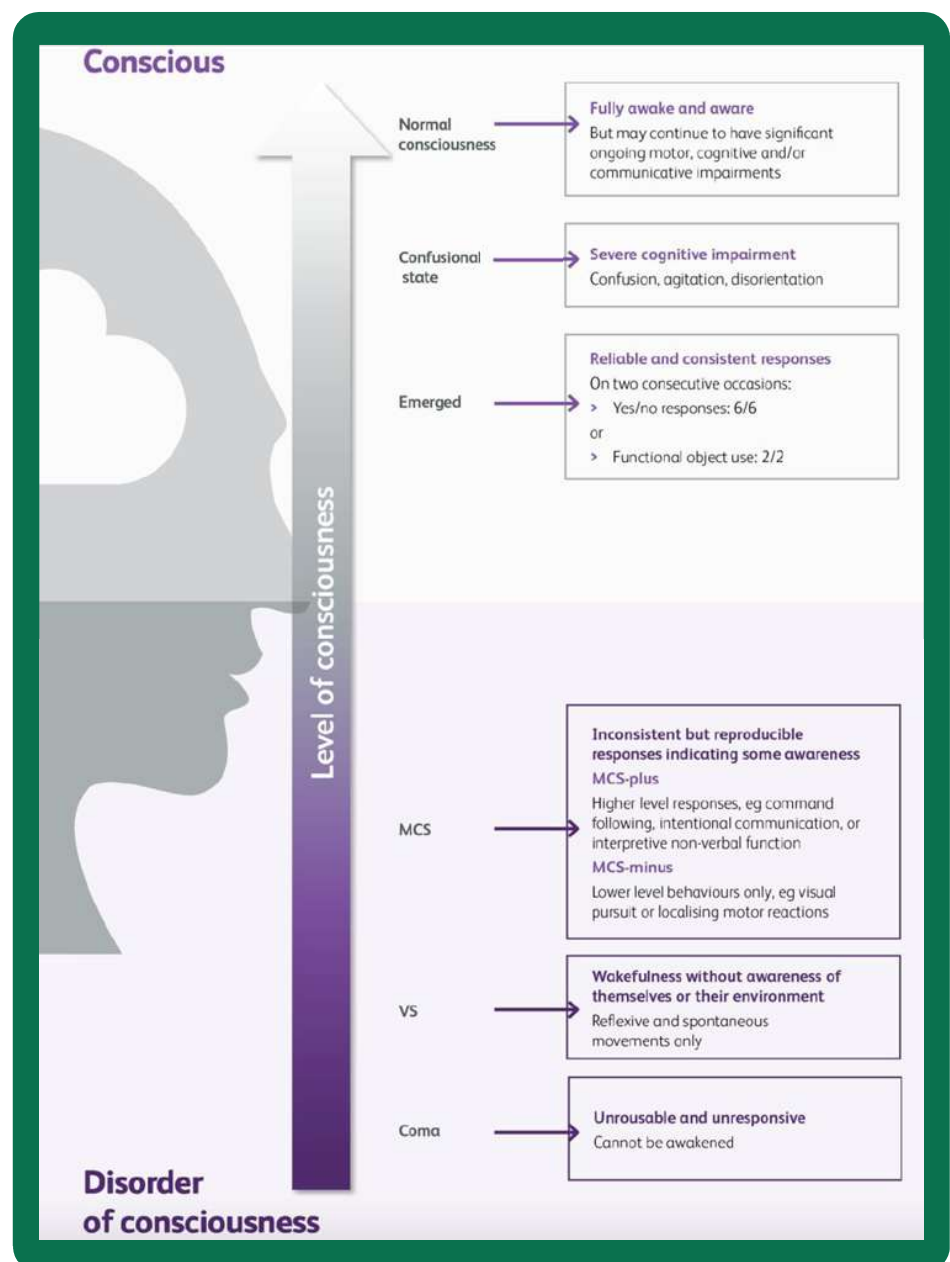 Conscious
Normal
consciousness
Fully awake and aware
But may continue to have significant
ongoing motor, cognitive and/or
communicative impairments
Confusional
state
Severe cognitive impairment
Confusion, agitation, disorientation
Emerged
Reliable and consistent responses
On two consecutive occasions:
> Yes/no responses: 6/6
or
> Functional object use: 2/2
Level of consciousness
MCS
Inconsistent but reproducible
responses indicating some awareness
MCS-plus
Higher level responses, eg command
following, intentional communication, or
interpretive non-verbal function
MCS-minus
Lower level behaviours only, eg visual
pursuit or localising motor reactions
VS
Wakefulness without awareness of
themselves or their environment
Reflexive and spontaneous
movements only
Coma
Unrousable and unresponsive
Cannot be awakened
Disorder
of consciousness